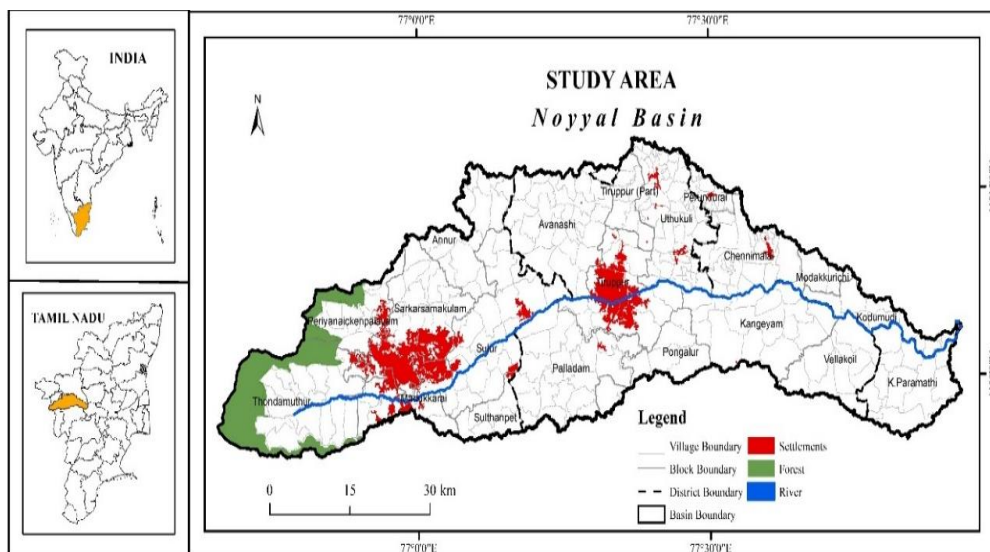 INDIA
TAMIL NADU
77°0'0"E
77°30'0"E
STUDY AREA
Noyyal Basin
N
Tiruppur (Part)
Perundurai
Avanashi
Uthukuli
Annur
Chennimalai
Modakkurichi
Tiruppur
Sarkarsamakulam
Periyanaickenpalayam
Kodumudi
Kangeyam
Sulur
Pongalur
Vellakoil
Palladam
K.Paramathi
Thondamuthur
Madukkarai
Sulthanpet
Legend
Village Boundary
Settlements
Block Boundary
Forest
District Boundary
River
Basin Boundary
0 15 30 km
77°0'0"E
77°30'0"E